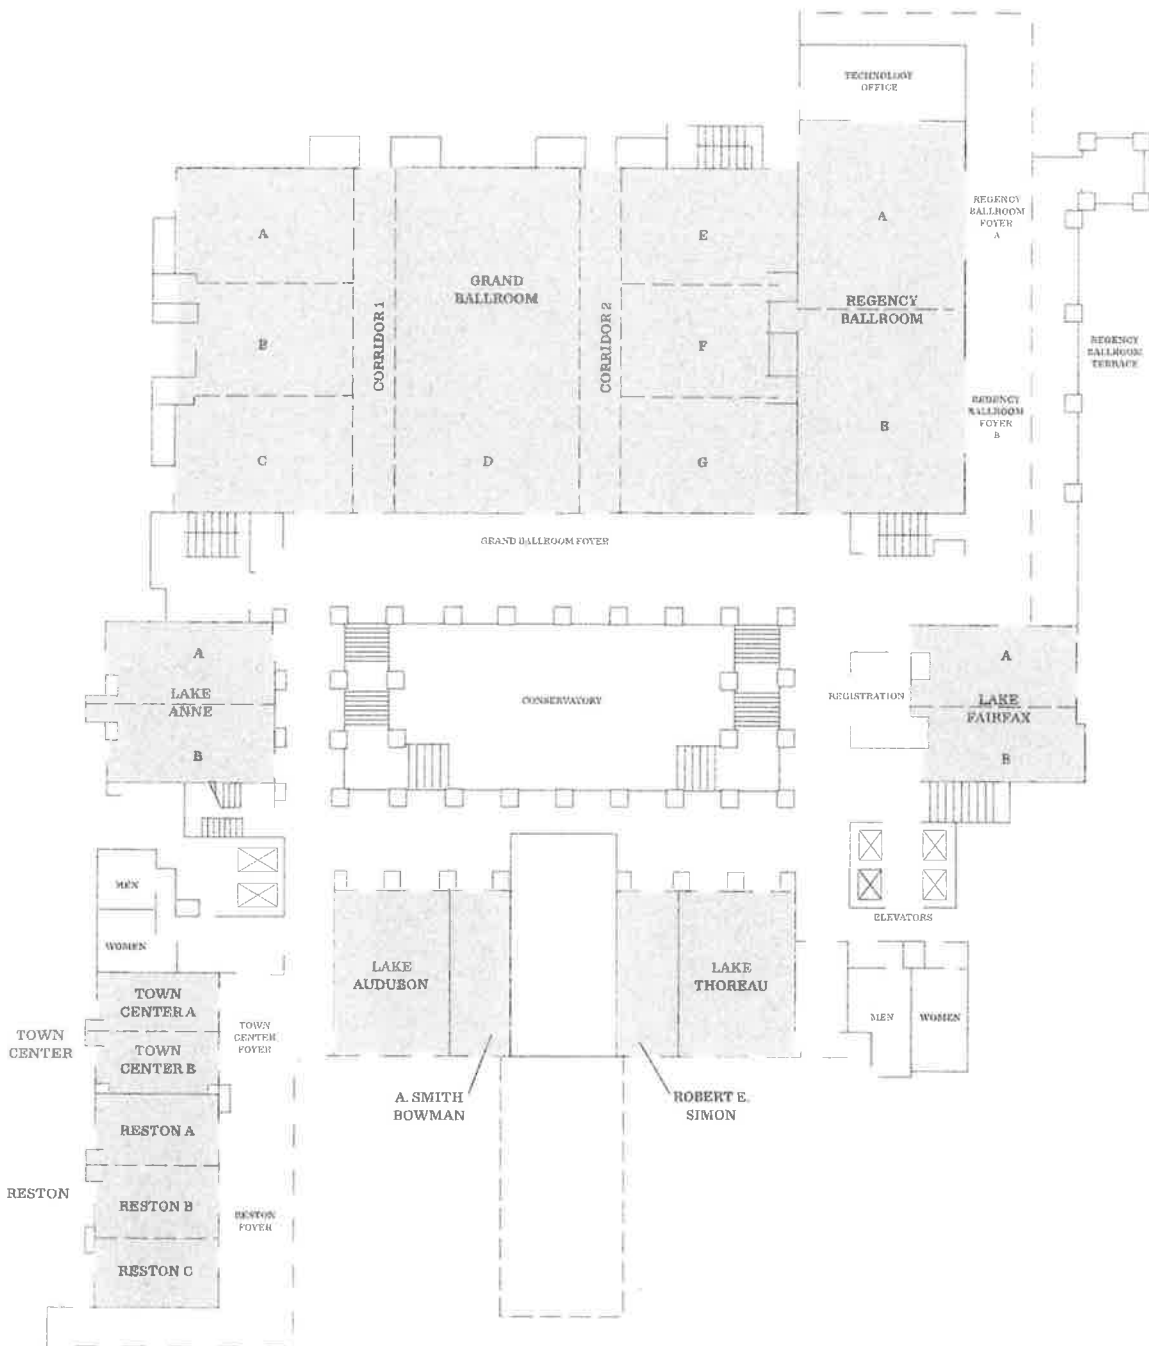 TECHNOLOGY
OFFICE
A
E
A
REGENCY
BALLROOM
FOYER
A
GRAND
BALLROOM
CORRIDOR 1
CORRIDOR 2
REGENCY
BALLROOM
B
F
REGENCY
BALLROOM
TERRACE
REGENCY
BALLROOM
FOYER
B
B
C
D
G
GRAND BALLROOM FOYER
A
LAKE
ANNE
B
CONSERVATORY
REGISTRATION
A
LAKE
FAIRFAX
B
MEN
WOMEN
ELEVATORS
LAKE
AUDUBON
LAKE
THOREAU
MEN
WOMEN
TOWN
CENTER
TOWN
CENTER A
TOWN
CENTER B
TOWN
CENTER
FOYER
A. SMITH
BOWMAN
ROBERT E.
SIMON
RESTON
RESTON A
RESTON B
RESTON C
RESTON
FOYER